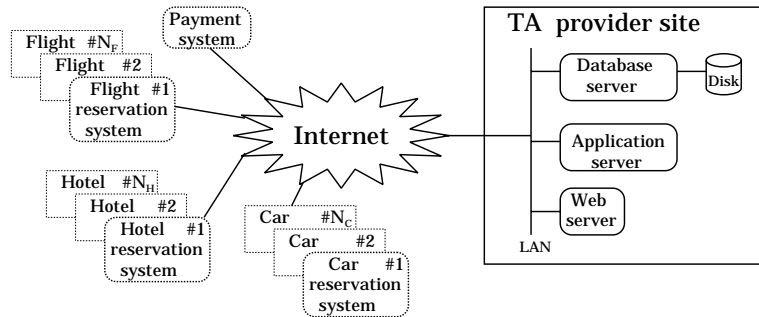 Payment
system
Flight #N_F
Flight #2
Flight #1
reservation
system
Hotel #N_H
Hotel #2
Hotel #1
reservation
system
Internet
Car #N_C
Car #2
Car #1
reservation
system
TA provider site
Database
server
Disk
Application
server
Web
server
LAN